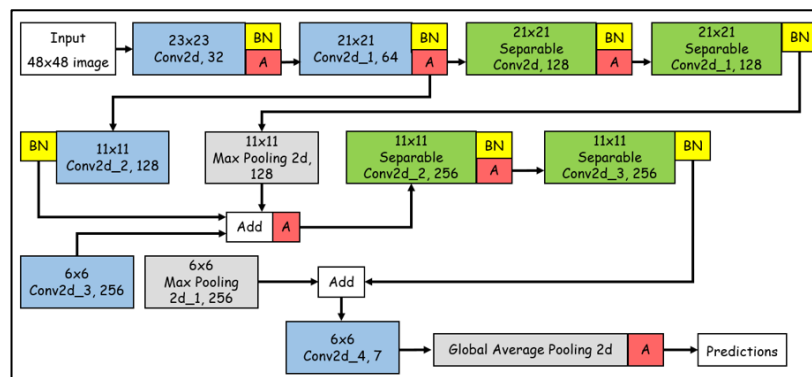 Input
48x48 image
23x23
Conv2d, 32
BN
A
21x21
Conv2d_1, 64
BN
A
21x21
Separable
Conv2d, 128
BN
A
21x21
Separable
Conv2d_1, 128
BN
BN
11x11
Conv2d_2, 128
11x11
Max Pooling 2d,
128
11x11
Separable
Conv2d_2, 256
BN
A
11x11
Separable
Conv2d_3, 256
BN
Add
A
6x6
Conv2d_3, 256
6x6
Max Pooling
2d_1, 256
Add
6x6
Conv2d_4, 7
Global Average Pooling 2d
A
Predictions